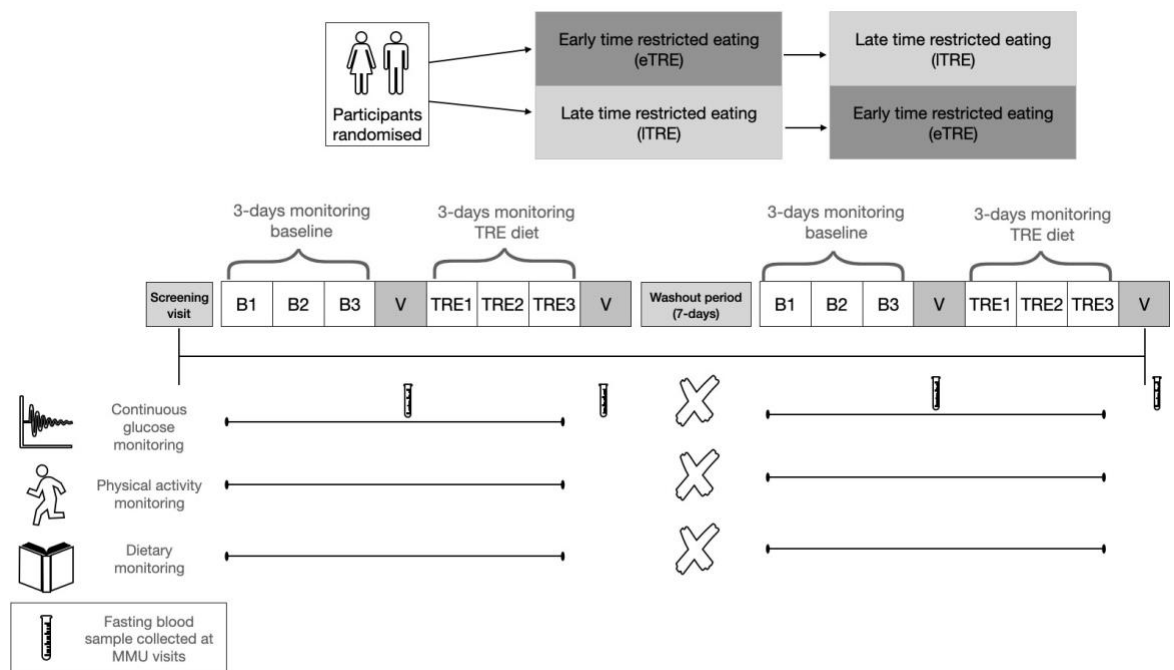 Participants
randomised
Early time restricted eating
(eTRE)
Late time restricted eating
(lTRE)
Late time restricted eating
(lTRE)
Early time restricted eating
(eTRE)
3-days monitoring
baseline
3-days monitoring
TRE diet
3-days monitoring
baseline
3-days monitoring
TRE diet
Screening
visit
B1
B2
B3
V
TRE1
TRE2
TRE3
V
Washout period
(7-days)
B1
B2
B3
V
TRE1
TRE2
TRE3
V
Continuous
glucose
monitoring
Physical activity
monitoring
Dietary
monitoring
Fasting blood
sample collected at
MMU visits